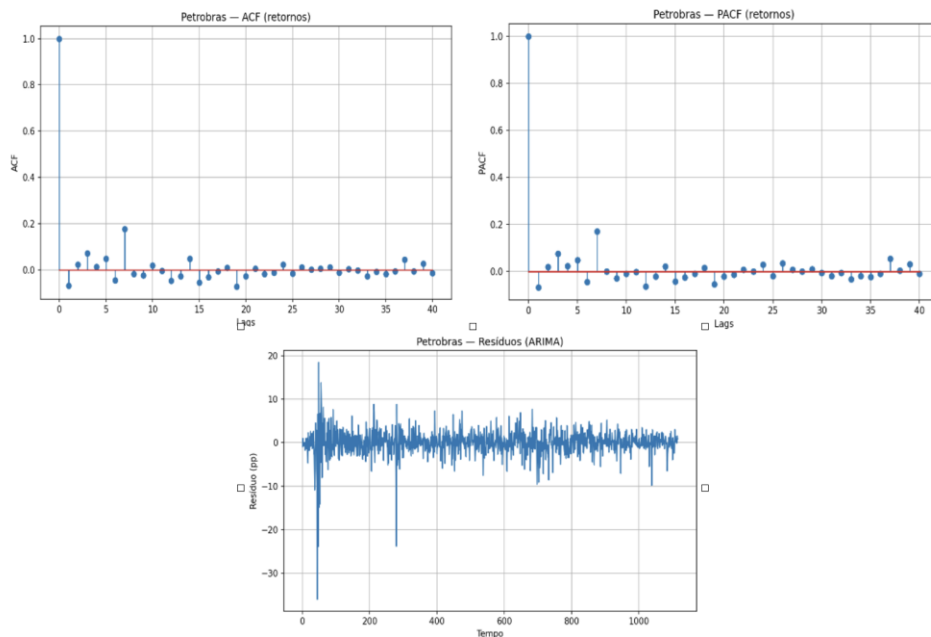 Petrobras — ACF (retornos)
1.0
0.8
0.6
0.4
0.2
0.0
ACF
0 5 10 15 20 25 30 35 40
Lags
Petrobras — PACF (retornos)
1.0
0.8
0.6
0.4
0.2
0.0
PACF
0 5 10 15 20 25 30 35 40
Lags
Petrobras — Resíduos (ARIMA)
20
10
0
−10
−20
−30
Resíduo (pp)
0 200 400 600 800 1000
Tempo